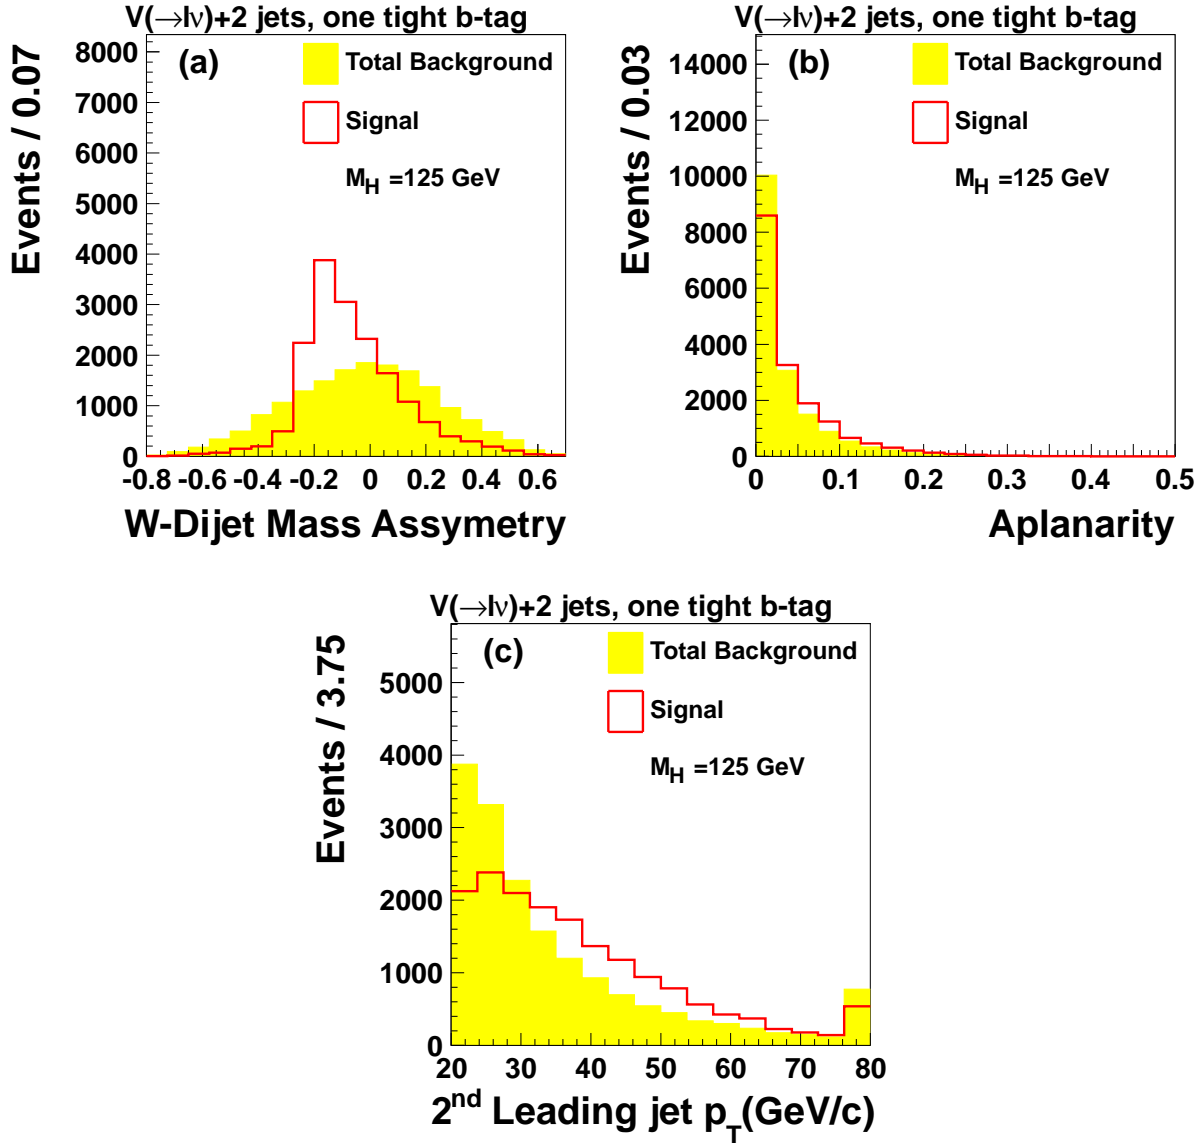 V(→lν)+2 jets, one tight b-tag
(a)
Total Background
Signal
M_H =125 GeV
Events / 0.07
8000
7000
6000
5000
4000
3000
2000
1000
0
-0.8 -0.6 -0.4 -0.2 0 0.2 0.4 0.6
W-Dijet Mass Assymetry
V(→lν)+2 jets, one tight b-tag
(b)
Total Background
Signal
M_H =125 GeV
Events / 0.03
14000
12000
10000
8000
6000
4000
2000
0
0 0.1 0.2 0.3 0.4 0.5
Aplanarity
V(→lν)+2 jets, one tight b-tag
(c)
Total Background
Signal
M_H =125 GeV
Events / 3.75
5000
4000
3000
2000
1000
0
20 30 40 50 60 70 80
2^nd Leading jet p_T(GeV/c)